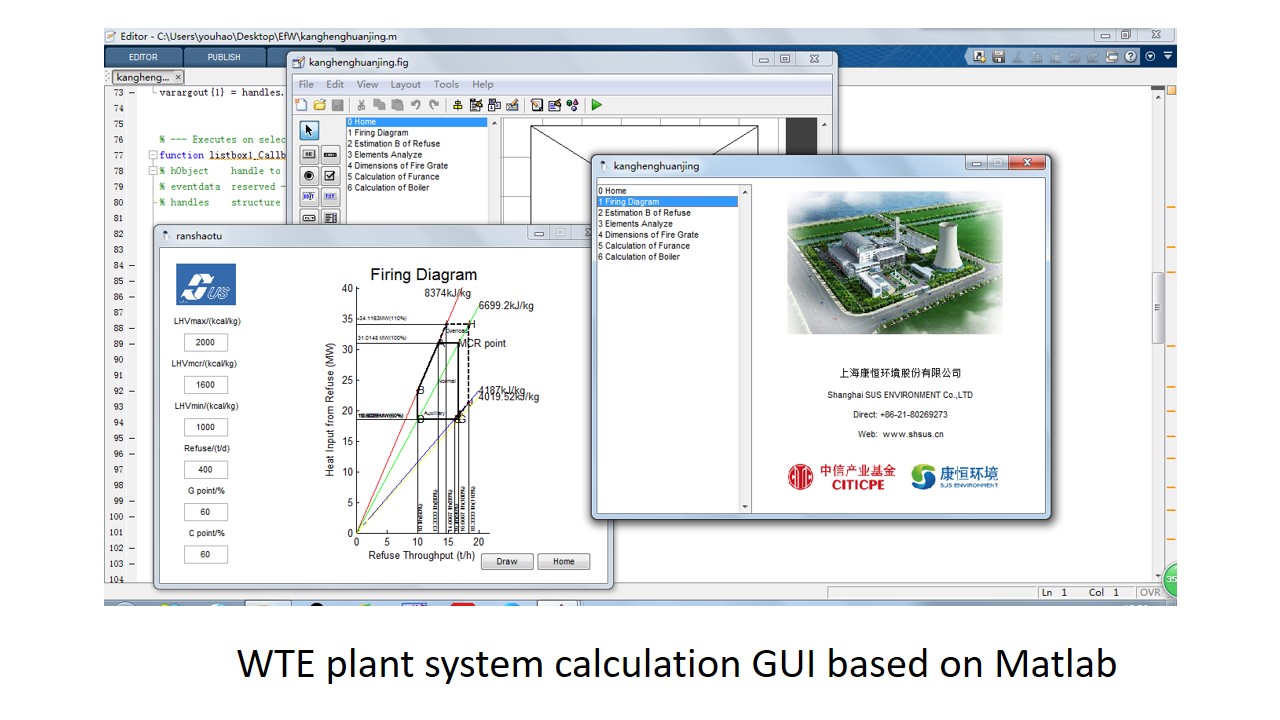 Editor - C:\Users\youhao\Desktop\EfW\kanghenghuanjing.m
EDITOR
PUBLISH
kangheng... ×
73 – varargout{1} = handles.
74
75
76 % --- Executes on selec
77 function listbox1_Callb
78 – % hObject handle to
79 – % eventdata reserved -
80 – % handles structure
81
82
83
84 –
85 –
86 –
87 –
88 –
89 –
90 –
91 –
92 –
93 –
94 –
95 –
96 –
97 –
98 –
99 –
100 –
101 –
102 –
103 –
104
kanghenghuanjing.fig
File Edit View Layout Tools Help
0 Home
1 Firing Diagram
2 Estimation B of Refuse
3 Elements Analyze
4 Dimensions of Fire Grate
5 Calculation of Furance
6 Calculation of Boiler
EDIT TXT
ranshaotu
SUS
LHVmax/(kcal/kg)
2000
LHVmcr/(kcal/kg)
1600
LHVmin/(kcal/kg)
1000
Refuse/(t/d)
400
G point/%
60
C point/%
60
Firing Diagram
8374kJ/kg
6699.2kJ/kg
34.1163MW(110%)
31.0148 MW(100%)
Overload
MCR point
Normal
4187kJ/kg
4019.52kJ/kg
Auxiliary
A
B
G
Heat Input from Refuse (MW)
40
35
30
25
20
15
10
5
0
0 5 10 15 20
Refuse Throughput (t/h)
Draw
Home
kanghenghuanjing
0 Home
1 Firing Diagram
2 Estimation B of Refuse
3 Elements Analyze
4 Dimensions of Fire Grate
5 Calculation of Furance
6 Calculation of Boiler
上海康恒环境股份有限公司
Shanghai SUS ENVIRONMENT Co.,LTD
Direct: +86-21-80269273
Web: www.shsus.cn
中信产业基金
CITICPE
康恒环境
SUS ENVIRONMENT
35
Ln 1 Col 1 OVR
WTE plant system calculation GUI based on Matlab